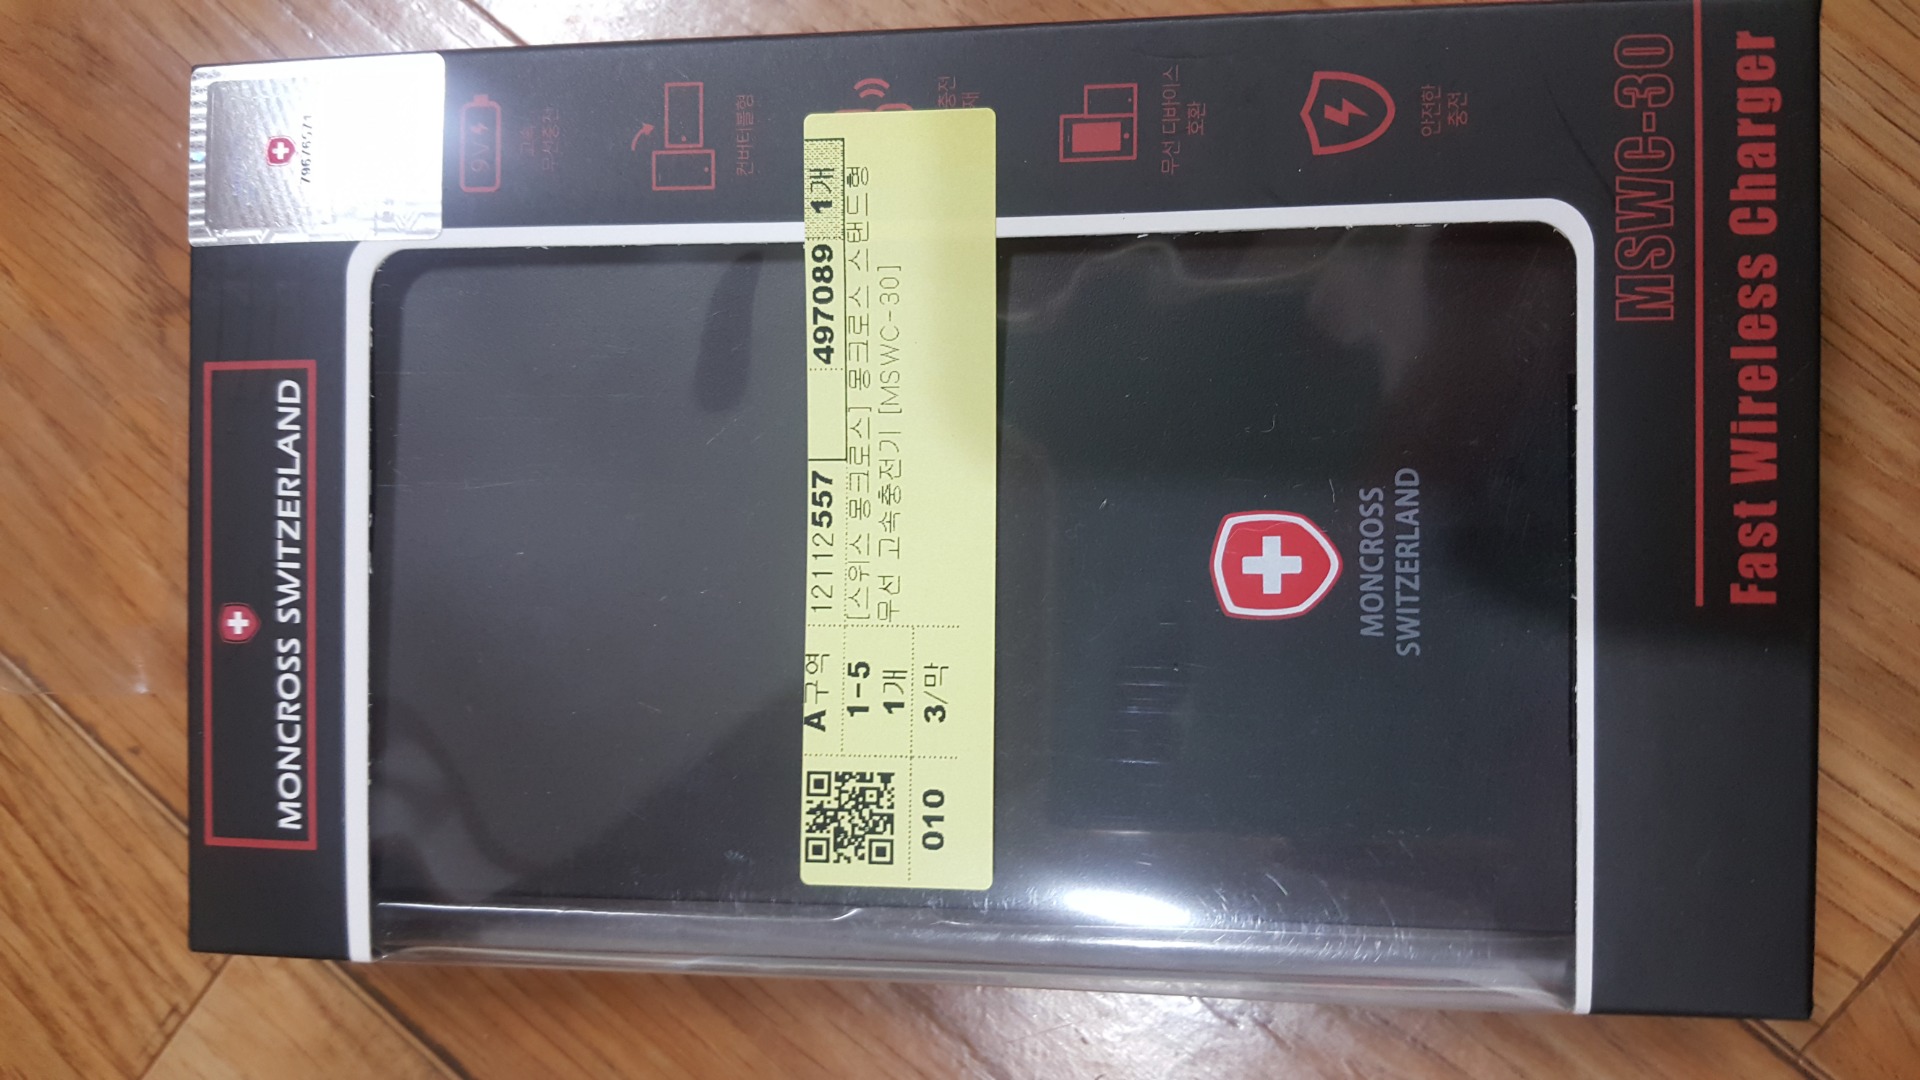 MONCROSS SWITZERLAND
79676571
9V
고속
무선충전
컨버터블형
충전
무선 디바이스
호환
안전한
충전
A구역
12112557
497089
1개
1-5
1개
[스위스 몽크로스] 몽크로스 스탠드형
무선 고속충전기 [MSWC-30]
010
3/막
MONCROSS
SWITZERLAND
MSWC-30
Fast Wireless Charger